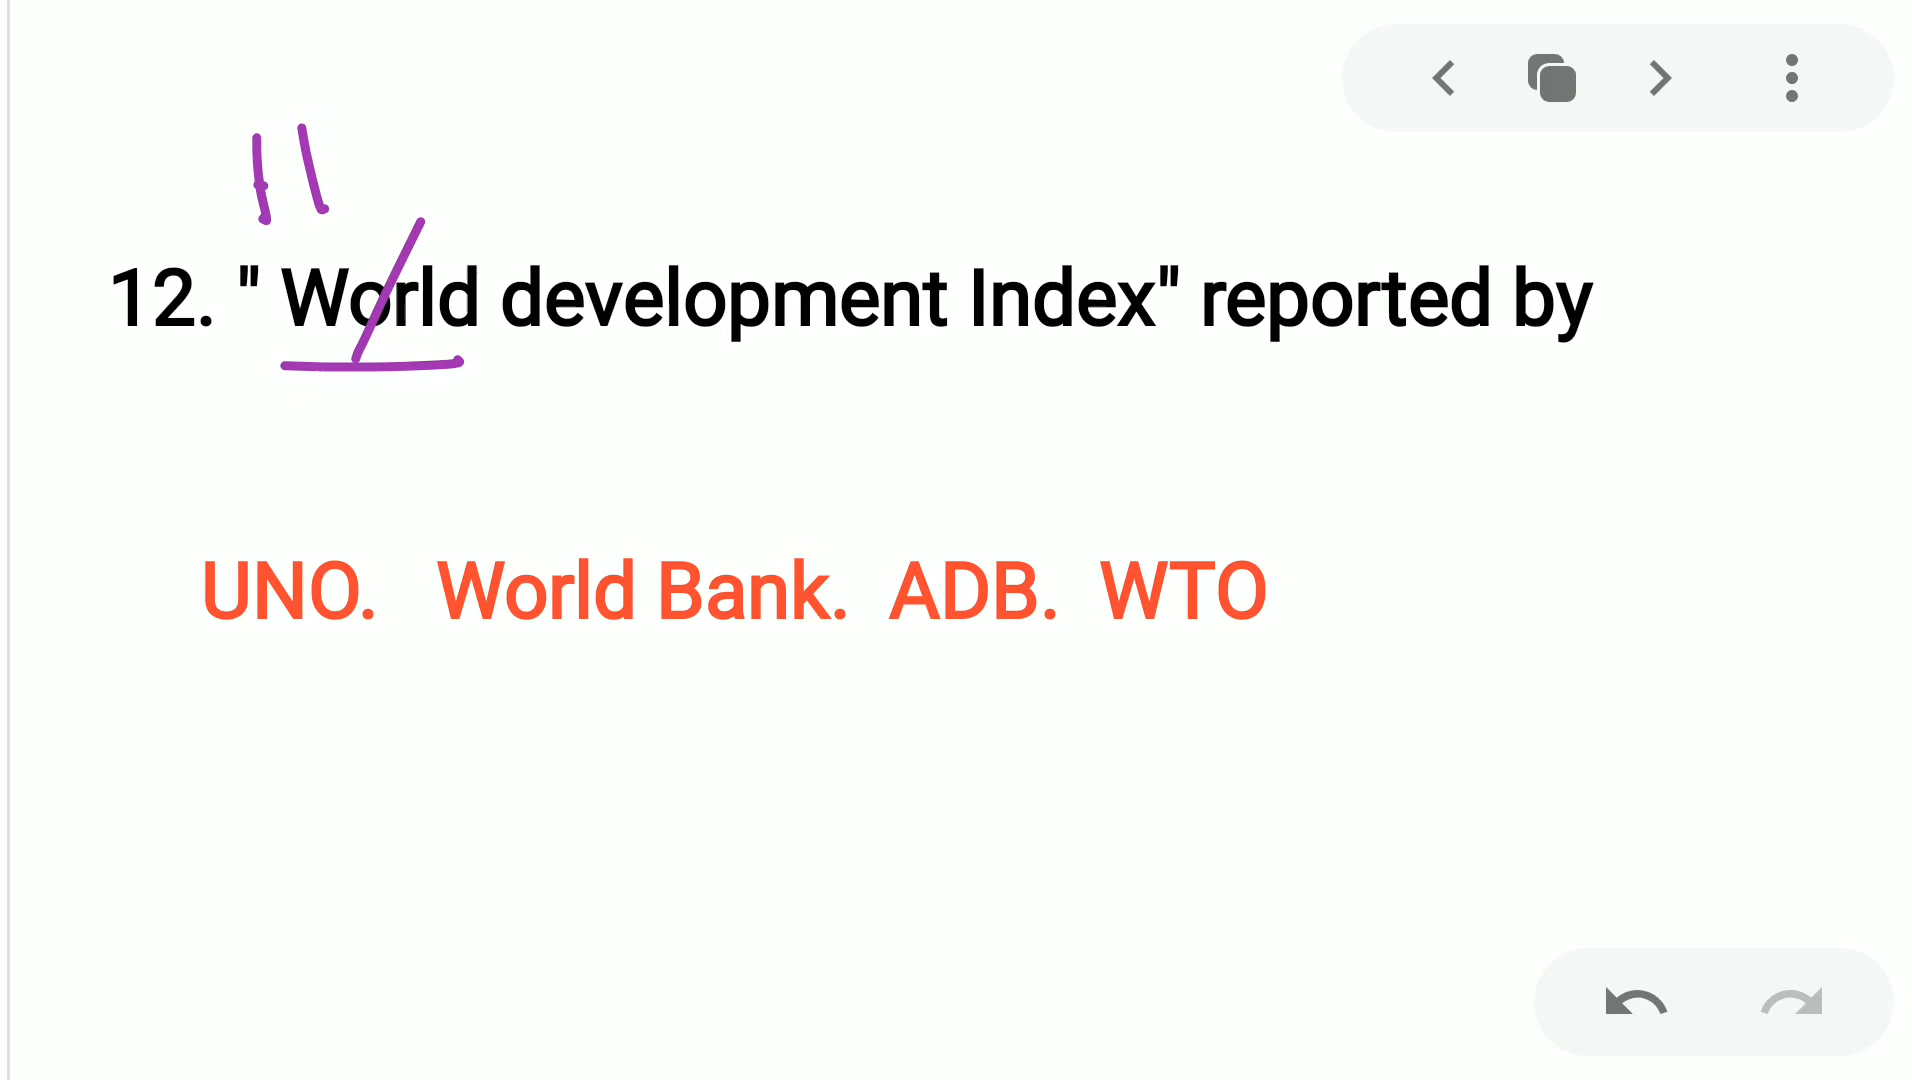 12. " World development Index" reported by
UNO. World Bank. ADB. WTO